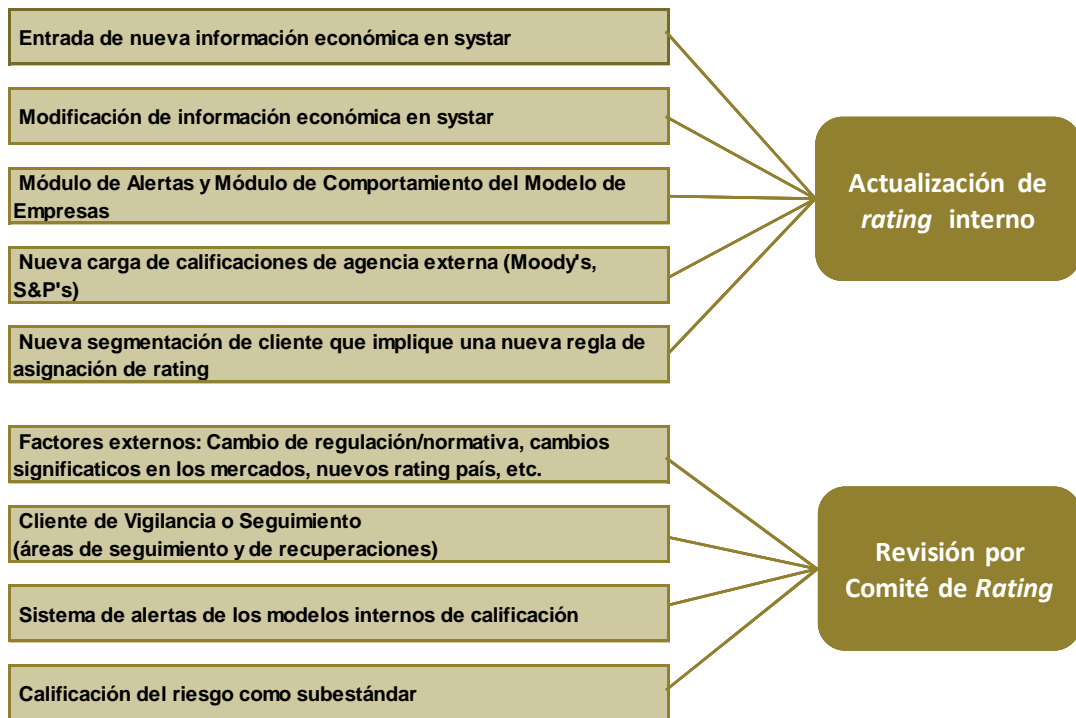 Entrada de nueva información económica en systar
Modificación de información económica en systar
Módulo de Alertas y Módulo de Comportamiento del Modelo de
Empresas
Nueva carga de calificaciones de agencia externa (Moody's,
S&P's)
Nueva segmentación de cliente que implique una nueva regla de
asignación de rating
Actualización de
rating interno
Factores externos: Cambio de regulación/normativa, cambios
significaticos en los mercados, nuevos rating país, etc.
Cliente de Vigilancia o Seguimiento
(áreas de seguimiento y de recuperaciones)
Sistema de alertas de los modelos internos de calificación
Calificación del riesgo como subestándar
Revisión por
Comité de Rating